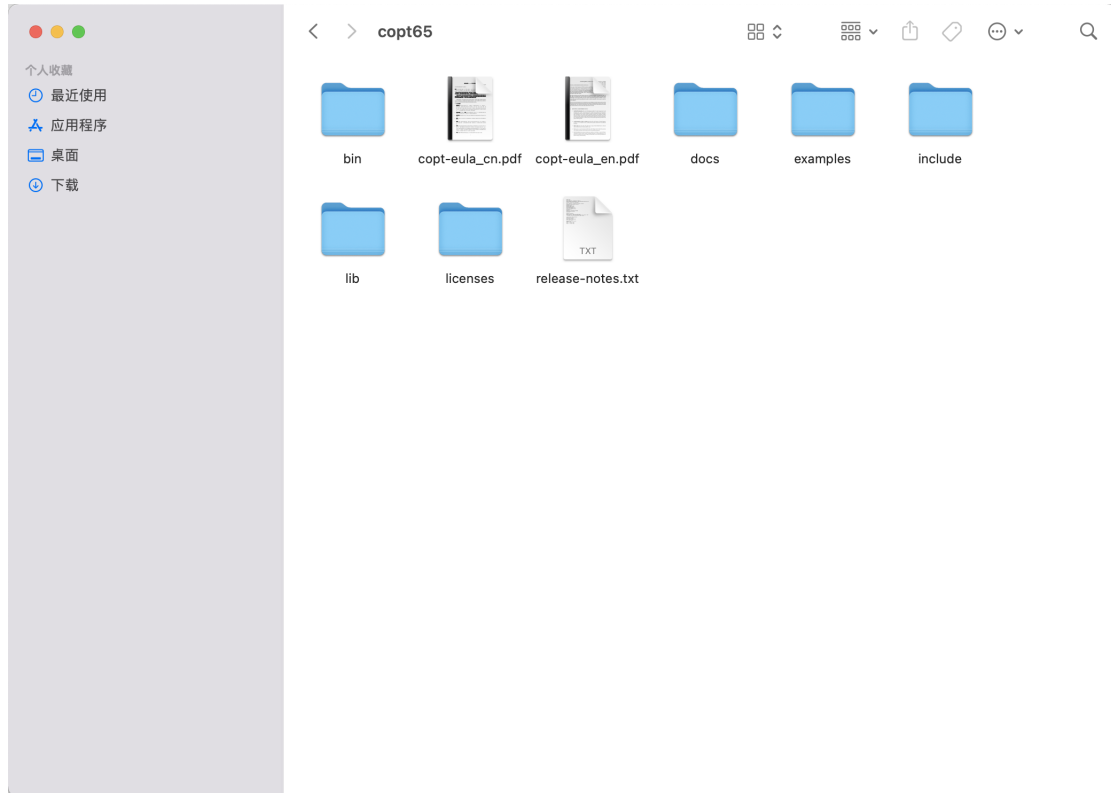 copt65
个人收藏
最近使用
应用程序
桌面
下载
bin
copt-eula_cn.pdf
copt-eula_en.pdf
docs
examples
include
lib
licenses
TXT
release-notes.txt